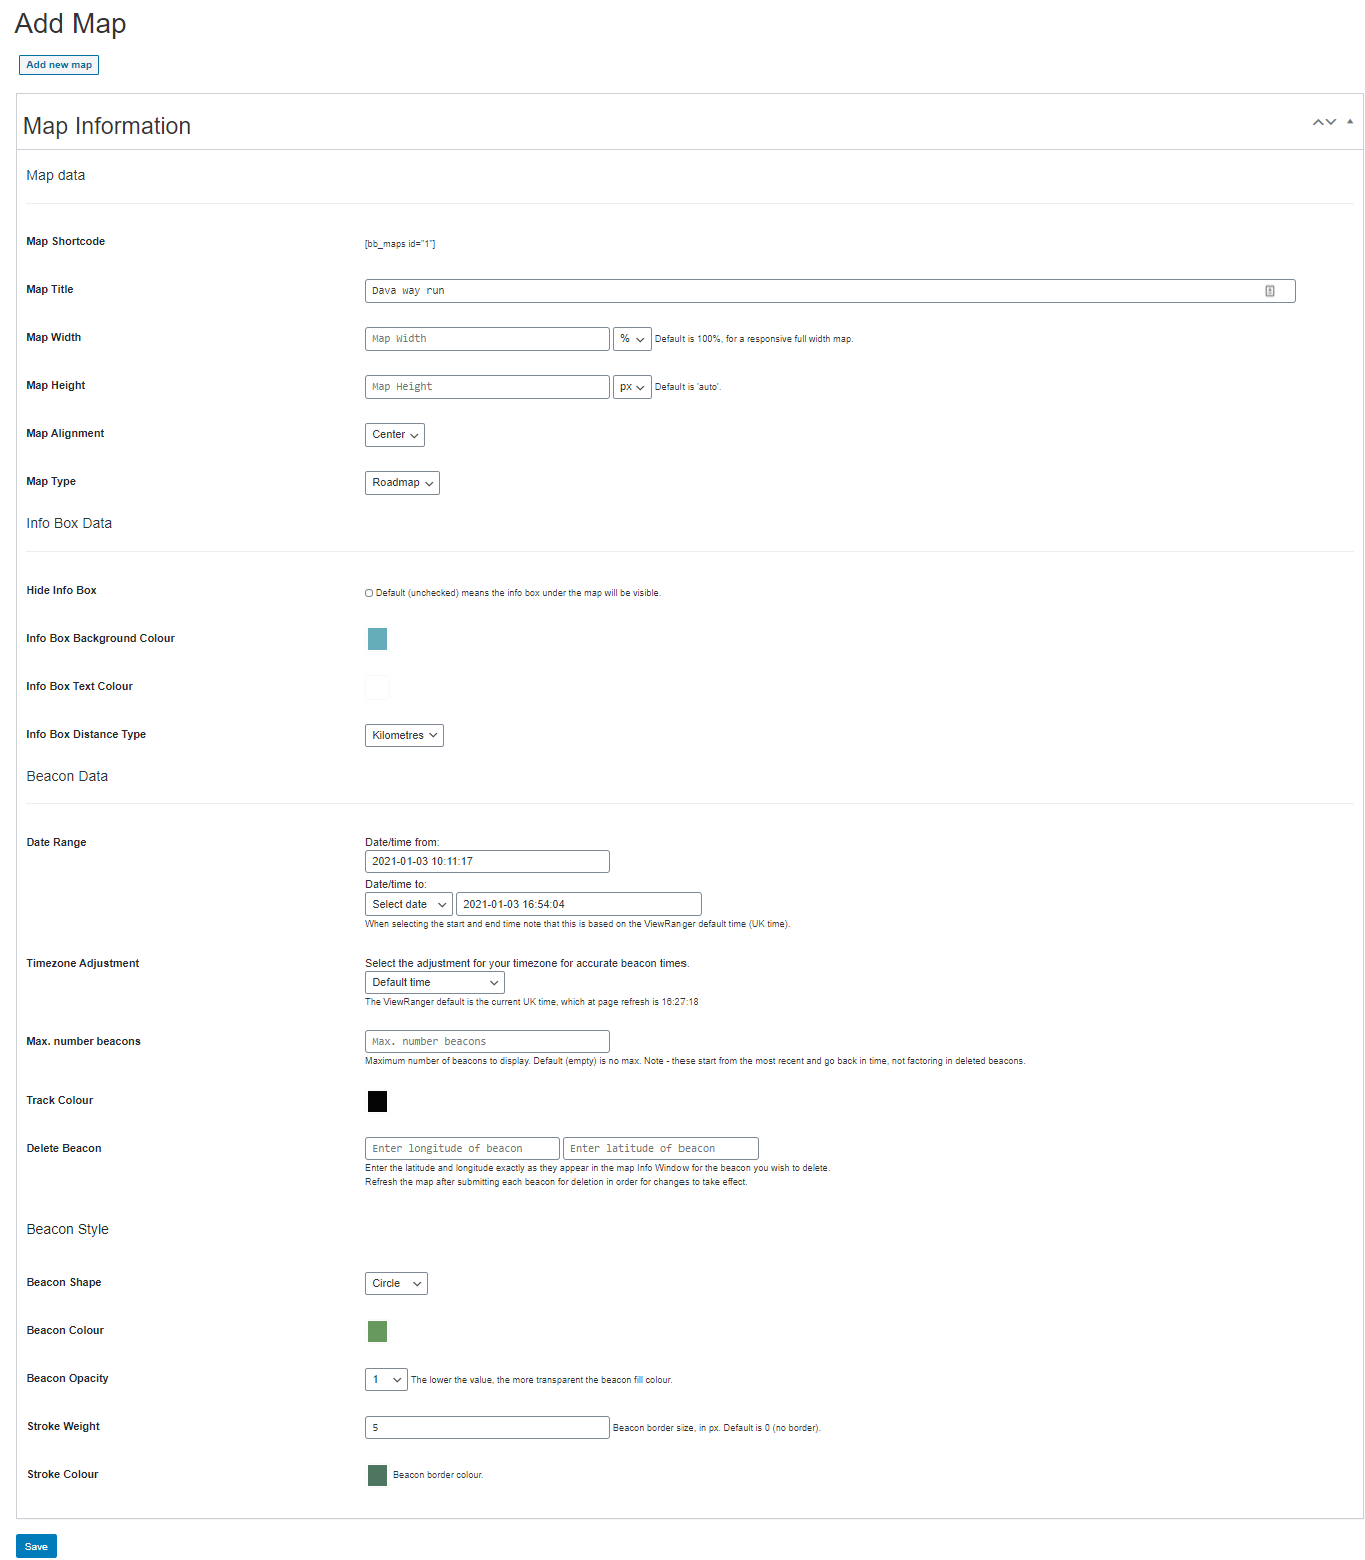 Add Map
Add new map
Map Information
Map data
Map Shortcode
[bb_maps id="1"]
Map Title
Dava way run
Map Width
Map Width
% Default is 100%, for a responsive full width map.
Map Height
Map Height
px Default is 'auto'.
Map Alignment
Center
Map Type
Roadmap
Info Box Data
Hide Info Box
Default (unchecked) means the info box under the map will be visible.
Info Box Background Colour
Info Box Text Colour
Info Box Distance Type
Kilometres
Beacon Data
Date Range
Date/time from:
2021-01-03 10:11:17
Date/time to:
Select date
2021-01-03 16:54:04
When selecting the start and end time note that this is based on the ViewRanger default time (UK time).
Timezone Adjustment
Select the adjustment for your timezone for accurate beacon times.
Default time
The ViewRanger default is the current UK time, which at page refresh is 16:27:18
Max. number beacons
Max. number beacons
Maximum number of beacons to display. Default (empty) is no max. Note - these start from the most recent and go back in time, not factoring in deleted beacons.
Track Colour
Delete Beacon
Enter longitude of beacon
Enter latitude of beacon
Enter the latitude and longitude exactly as they appear in the map Info Window for the beacon you wish to delete.
Refresh the map after submitting each beacon for deletion in order for changes to take effect.
Beacon Style
Beacon Shape
Circle
Beacon Colour
Beacon Opacity
1 The lower the value, the more transparent the beacon fill colour.
Stroke Weight
5
Beacon border size, in px. Default is 0 (no border).
Stroke Colour
Beacon border colour.
Save